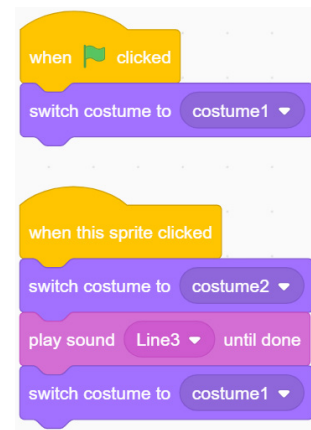 when clicked
switch costume to costume1
when this sprite clicked
switch costume to costume2
play sound Line3 until done
switch costume to costume1